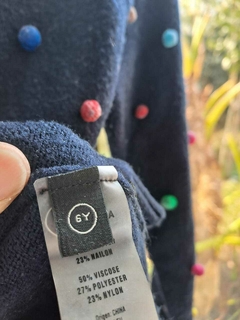 6Y
A
23% NAILON
50% VISCOSE
27% POLYESTER
23% NYLON